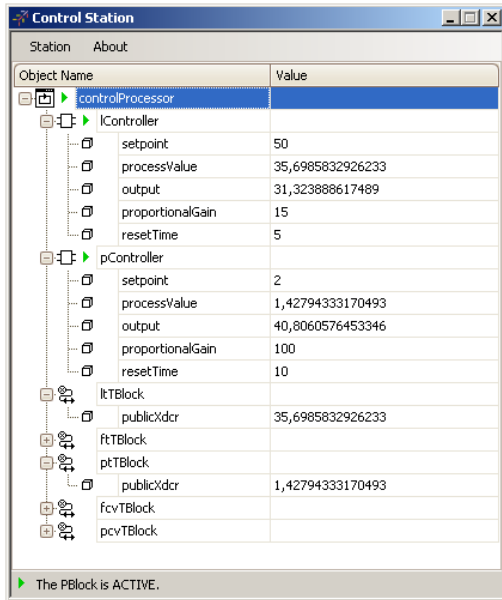 Control Station
Station About
Object Name Value
controlProcessor
lController
setpoint 50
processValue 35,6985832926233
output 31,323888617489
proportionalGain 15
resetTime 5
pController
setpoint 2
processValue 1,42794333170493
output 40,8060576453346
proportionalGain 100
resetTime 10
ltTBlock
publicXdcr 35,6985832926233
ftTBlock
ptTBlock
publicXdcr 1,42794333170493
fcvTBlock
pcvTBlock
The PBlock is ACTIVE.